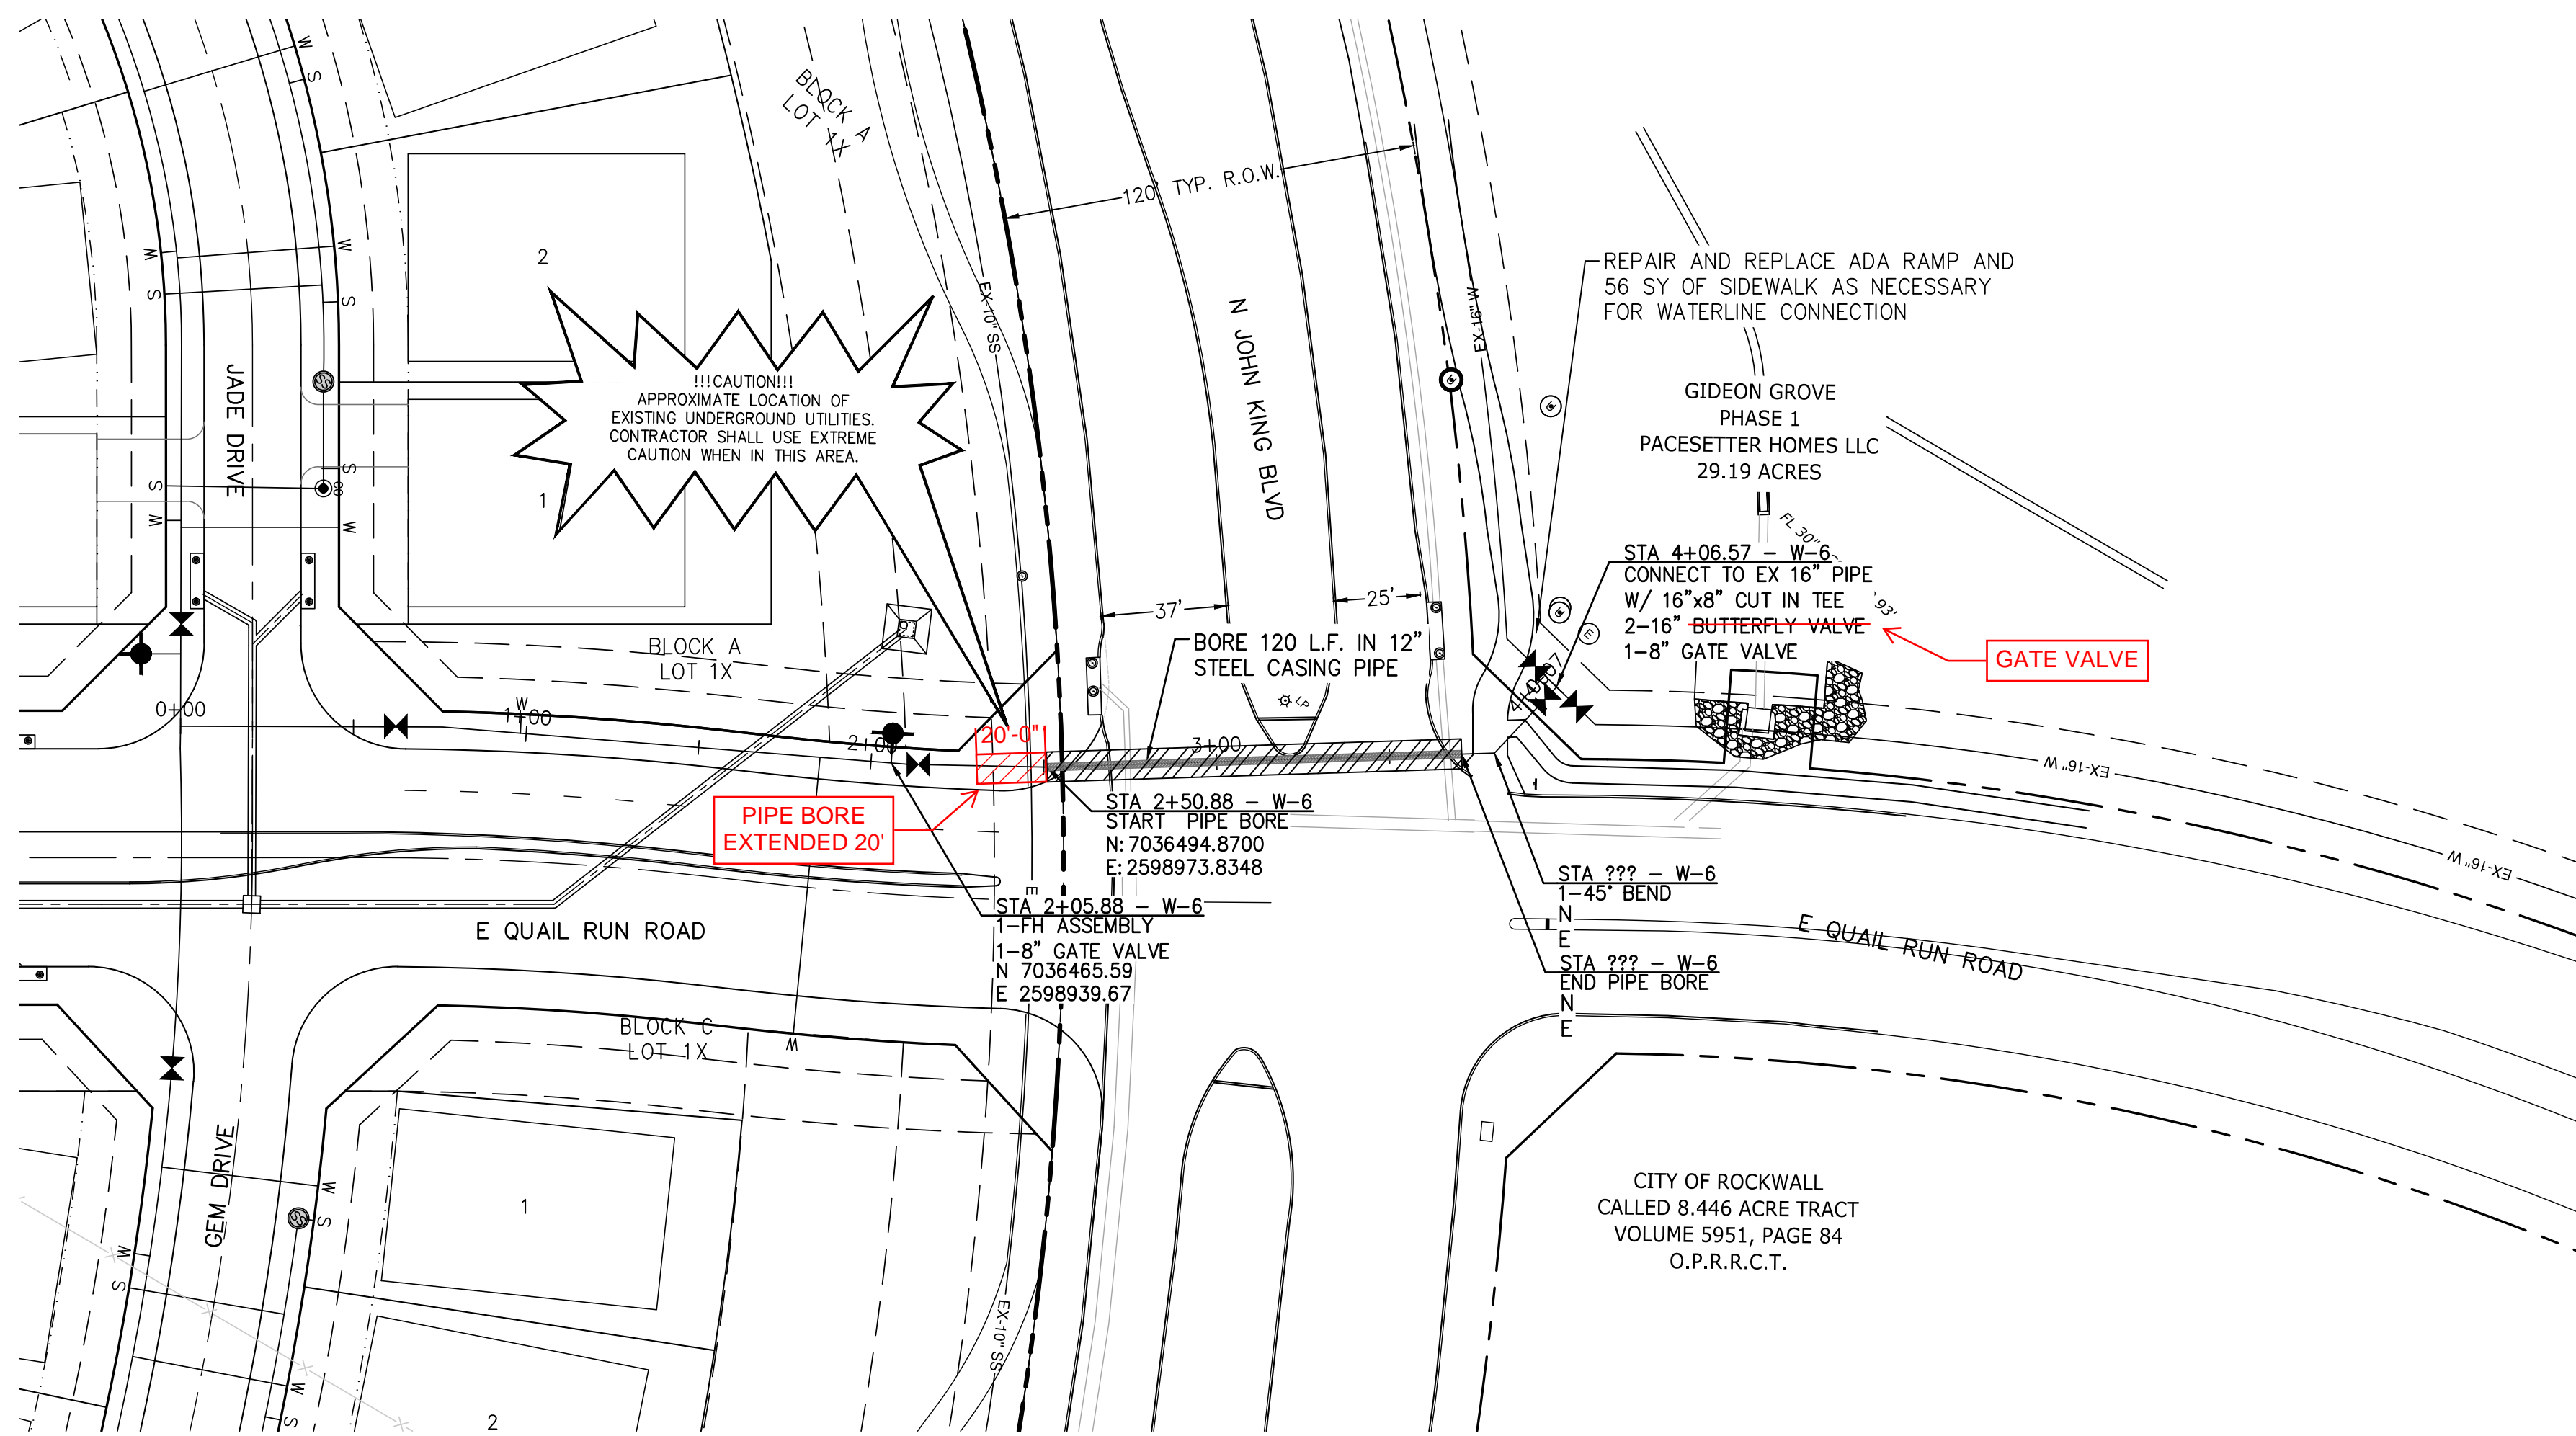 BLOCK A
LOT 1X
120' TYP. R.O.W.
W
S
W
S
2
W
S
EX-10" SS
N JOHN KING BLVD
EX-16" W
REPAIR AND REPLACE ADA RAMP AND
56 SY OF SIDEWALK AS NECESSARY
FOR WATERLINE CONNECTION
JADE DRIVE
!!!CAUTION!!!
APPROXIMATE LOCATION OF
EXISTING UNDERGROUND UTILITIES.
CONTRACTOR SHALL USE EXTREME
CAUTION WHEN IN THIS AREA.
SS
GIDEON GROVE
PHASE 1
PACESETTER HOMES LLC
29.19 ACRES
S
W
S
CO
W
1
FL 30"
STA 4+06.57 - W-6
CONNECT TO EX 16" PIPE
W/ 16"x8" CUT IN TEE
2-16" BUTTERFLY VALVE
1-8" GATE VALVE
93'
E
GATE VALVE
37'
25'
BORE 120 L.F. IN 12"
STEEL CASING PIPE
BLOCK A
LOT 1X
LP
0+00
W
1+00
2+00
20'-0"
3+00
EX-16" W
EX-16" W
PIPE BORE
EXTENDED 20'
STA 2+50.88 - W-6
START PIPE BORE
N: 7036494.8700
E: 2598973.8348
E
STA 2+05.88 - W-6
1-FH ASSEMBLY
1-8" GATE VALVE
N 7036465.59
E 2598939.67
STA ??? - W-6
1-45° BEND
N
E
STA ??? - W-6
END PIPE BORE
N
E
E QUAIL RUN ROAD
E QUAIL RUN ROAD
BLOCK C
LOT 1X
W
GEM DRIVE
W
S
SS
W
S
1
W
S
2
EX-10" SS
CITY OF ROCKWALL
CALLED 8.446 ACRE TRACT
VOLUME 5951, PAGE 84
O.P.R.R.C.T.